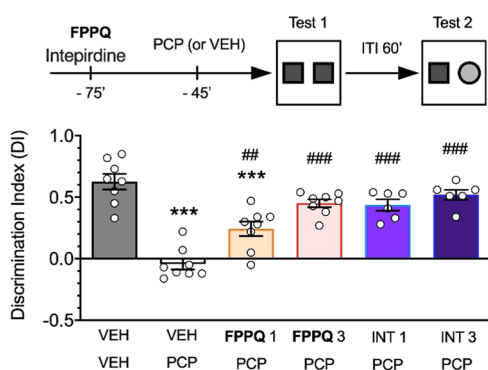 FPPQ
Intepirdine
PCP (or VEH)
Test 1
ITI 60'
Test 2
- 75'
- 45'
Discrimination Index (DI)
1.0
0.5
0.0
-0.5
***
##
***
###
###
###
VEH VEH FPPQ 1 FPPQ 3 INT 1 INT 3
VEH PCP PCP PCP PCP PCP